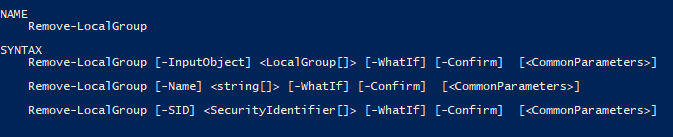 NAME
    Remove-LocalGroup
SYNTAX
    Remove-LocalGroup [-InputObject] <LocalGroup[]> [-WhatIf] [-Confirm]  [<CommonParameters>]
    Remove-LocalGroup [-Name] <string[]> [-WhatIf] [-Confirm]  [<CommonParameters>]
    Remove-LocalGroup [-SID] <SecurityIdentifier[]> [-WhatIf] [-Confirm]  [<CommonParameters>]